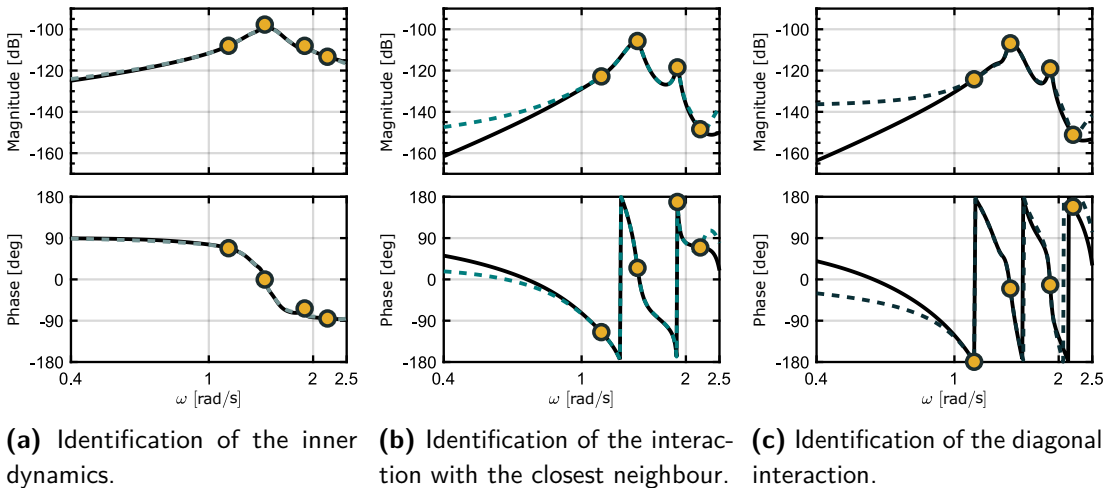 -100
-120
-140
-160
Magnitude [dB]
180
90
0
-90
-180
Phase [deg]
0.4
1
2
2.5
ω [rad/s]
-100
-120
-140
-160
Magnitude [dB]
180
90
0
-90
-180
Phase [deg]
0.4
1
2
2.5
ω [rad/s]
-100
-120
-140
-160
Magnitude [dB]
180
90
0
-90
-180
Phase [deg]
0.4
1
2
2.5
ω [rad/s]
(a) Identification of the inner
dynamics.
(b) Identification of the interac-
tion with the closest neighbour.
(c) Identification of the diagonal
interaction.